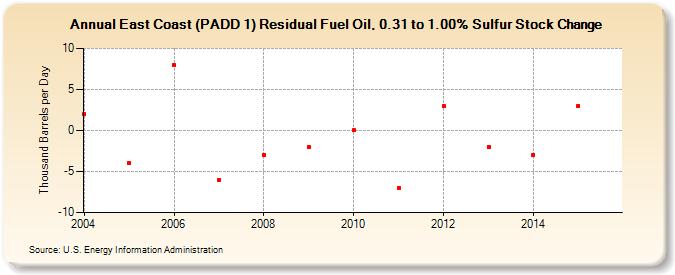 Annual East Coast (PADD 1) Residual Fuel Oil, 0.31 to 1.00% Sulfur Stock Change
Thousand Barrels per Day
10
5
0
-5
-10
2004 2006 2008 2010 2012 2014
Source: U.S. Energy Information Administration